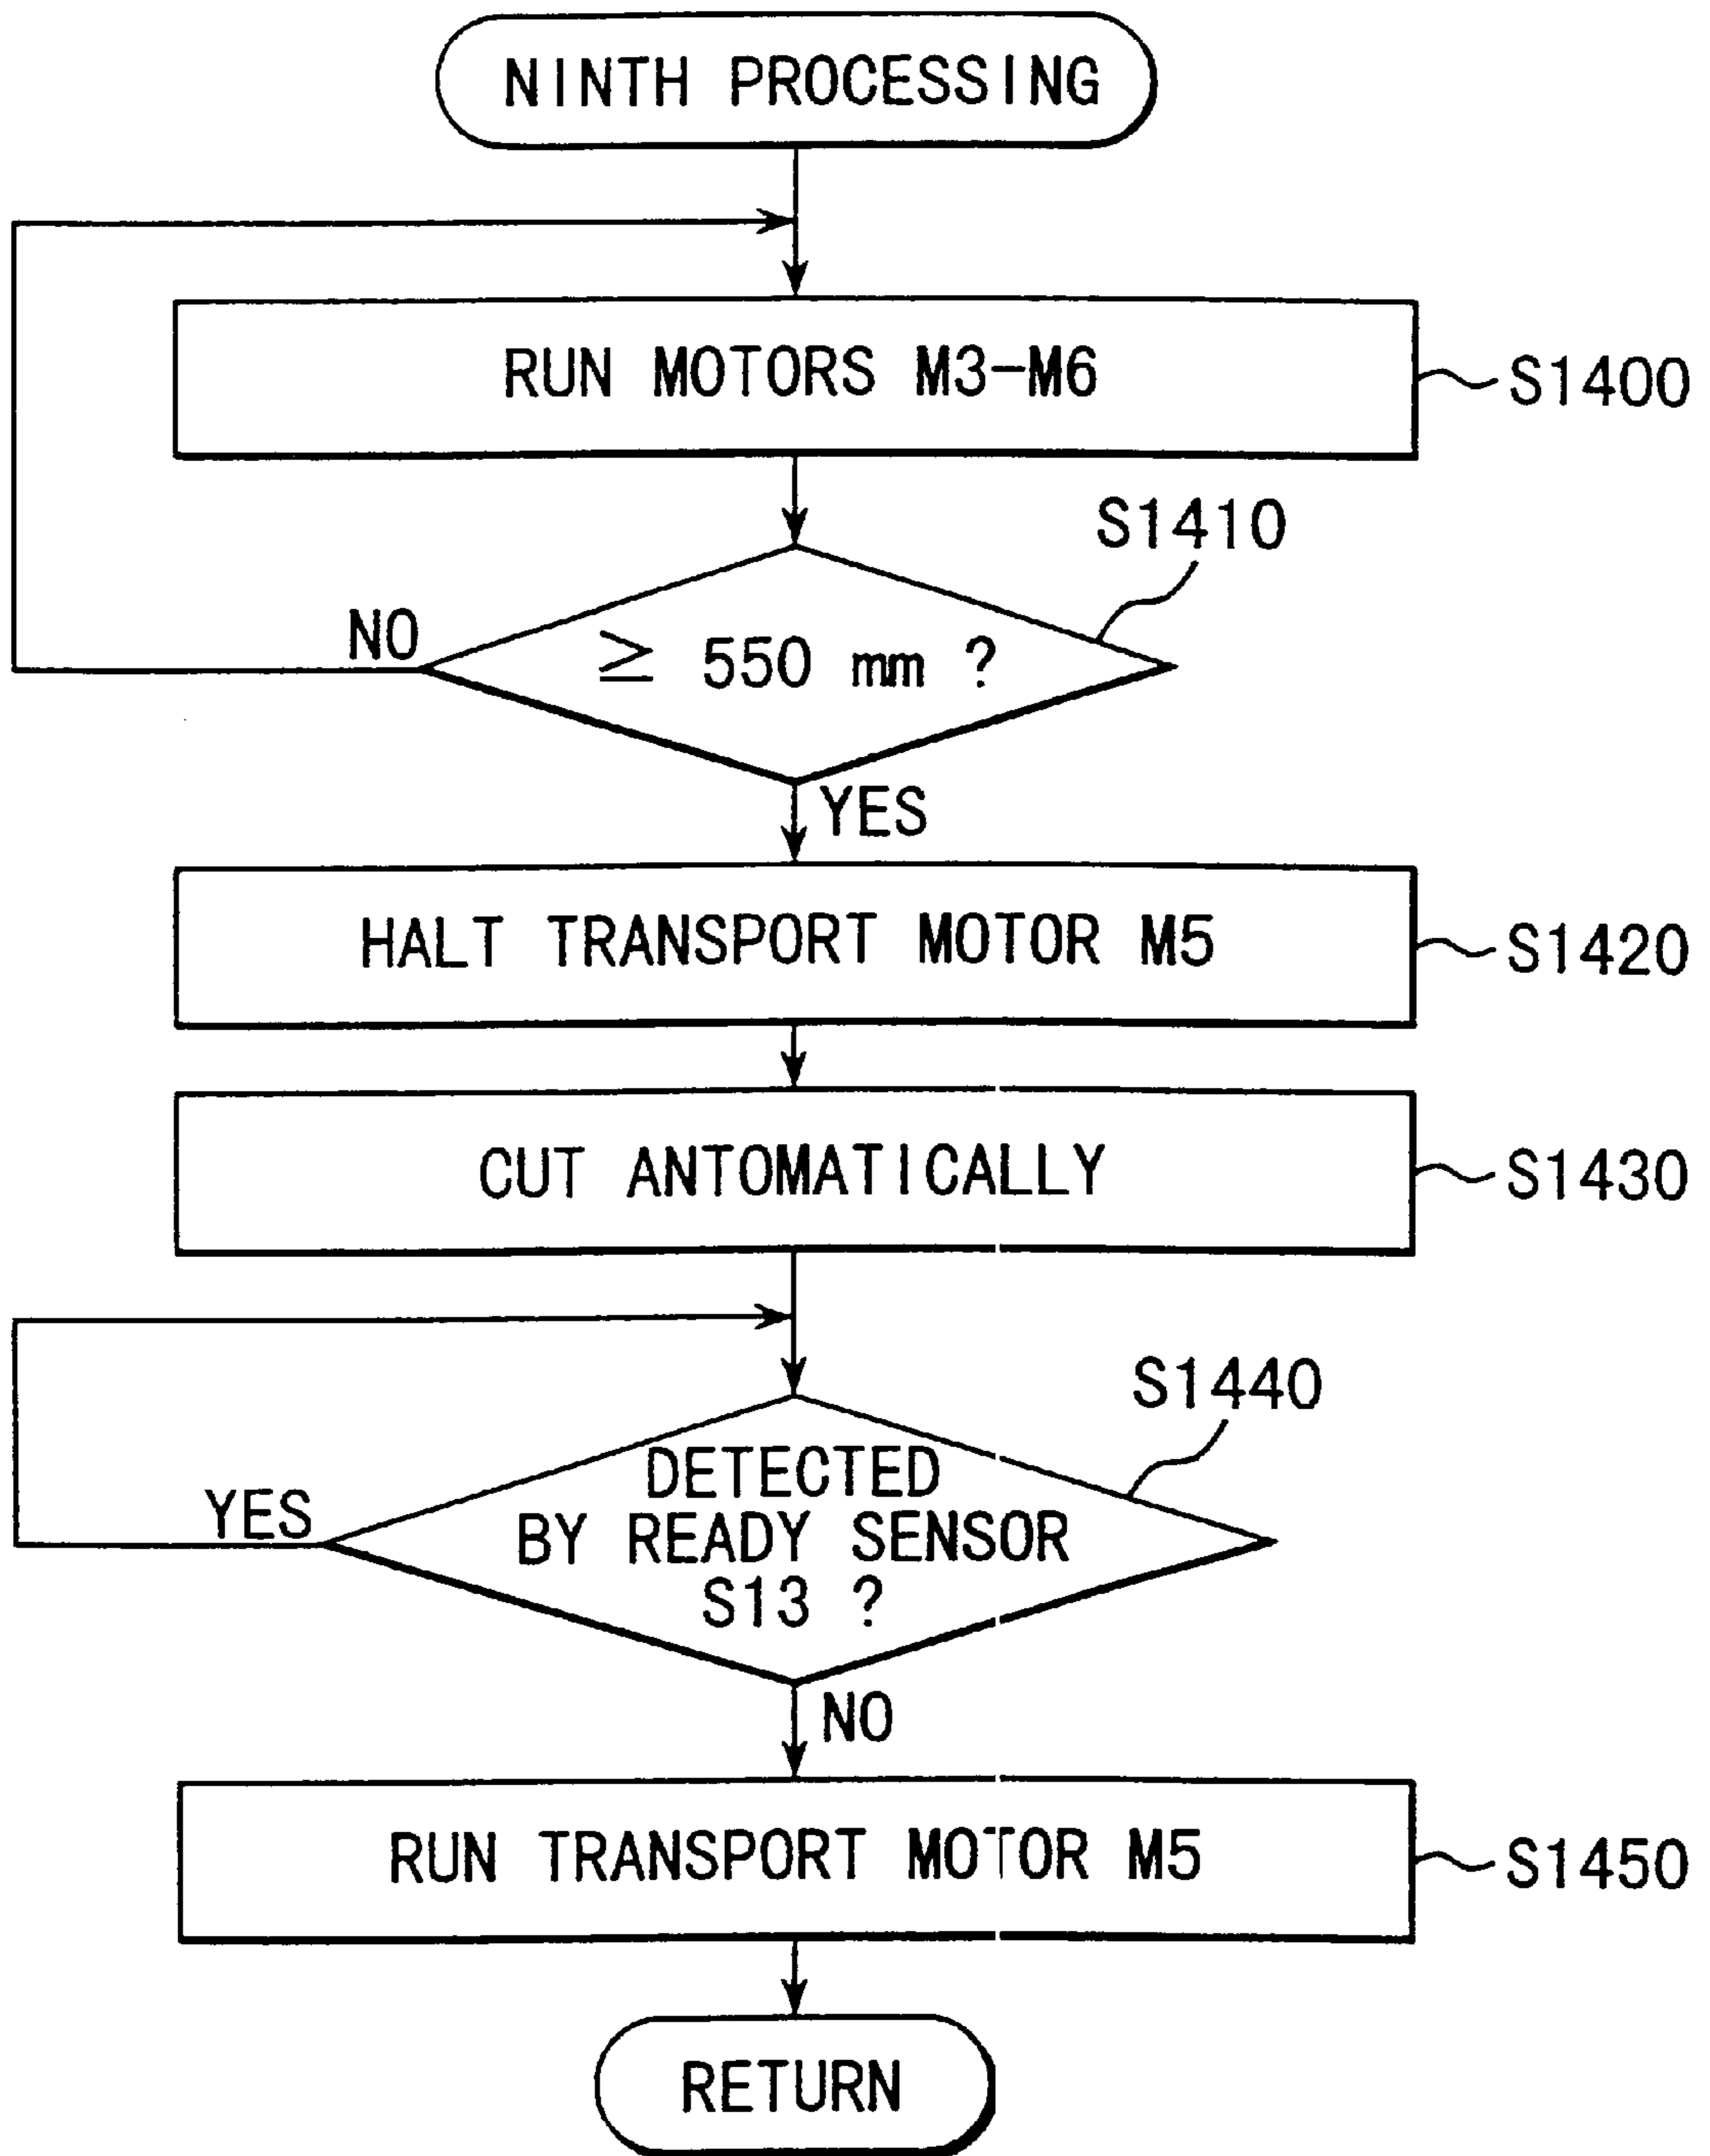 NINTH PROCESSING
RUN MOTORS M3-M6
S1400
S1410
NO
≥ 550 mm ?
YES
HALT TRANSPORT MOTOR M5
S1420
CUT ANTOMATICALLY
S1430
S1440
DETECTED
BY READY SENSOR
S13 ?
YES
NO
RUN TRANSPORT MOTOR M5
S1450
RETURN